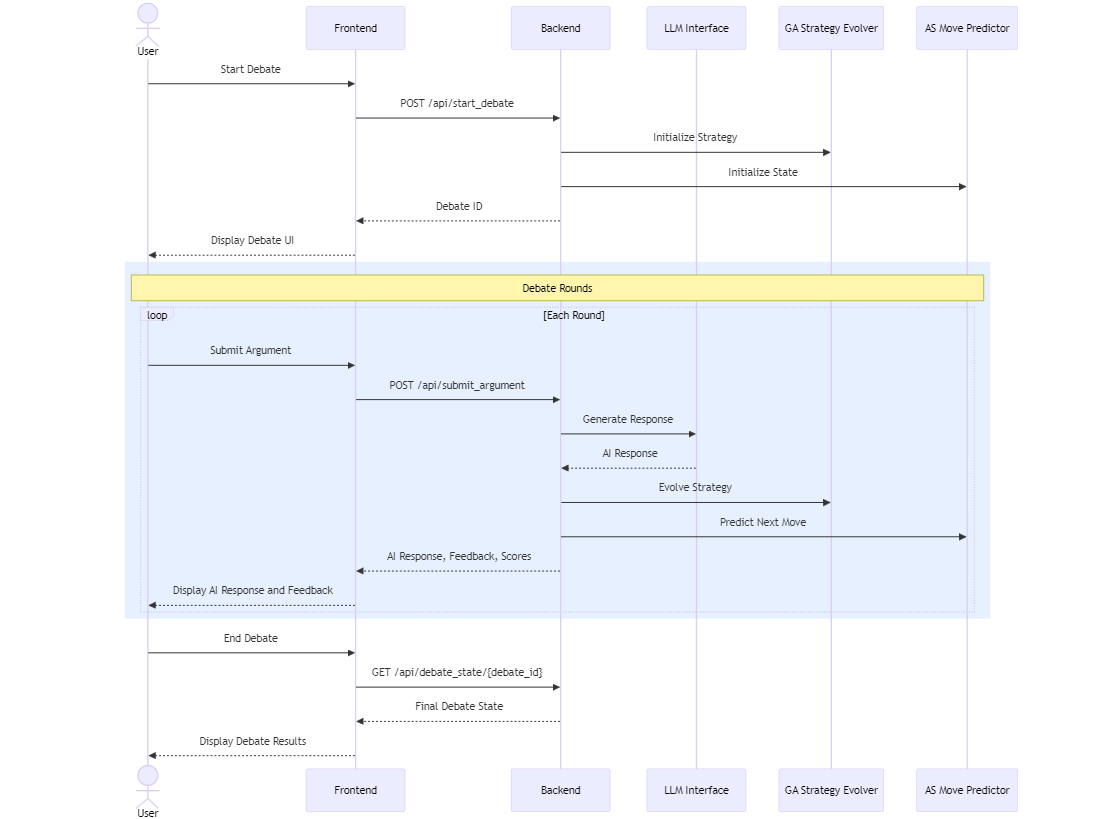 User
Frontend
Backend
LLM Interface
GA Strategy Evolver
AS Move Predictor
Start Debate
POST /api/start_debate
Initialize Strategy
Initialize State
Debate ID
Display Debate UI
Debate Rounds
loop
[Each Round]
Submit Argument
POST /api/submit_argument
Generate Response
AI Response
Evolve Strategy
Predict Next Move
AI Response, Feedback, Scores
Display AI Response and Feedback
End Debate
GET /api/debate_state/{debate_id}
Final Debate State
Display Debate Results
User
Frontend
Backend
LLM Interface
GA Strategy Evolver
AS Move Predictor